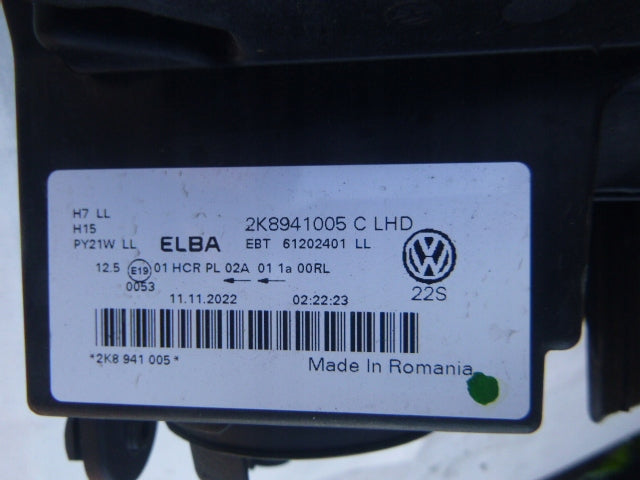 H7 LL
H15
PY21W LL
ELBA
2K8941005 C LHD
EBT 61202401 LL
12.5 E19 01 HCR PL 02A 01 1a 00RL
0053
11.11.2022 02:22:23
22S
*2K8 941 005*
Made In Romania